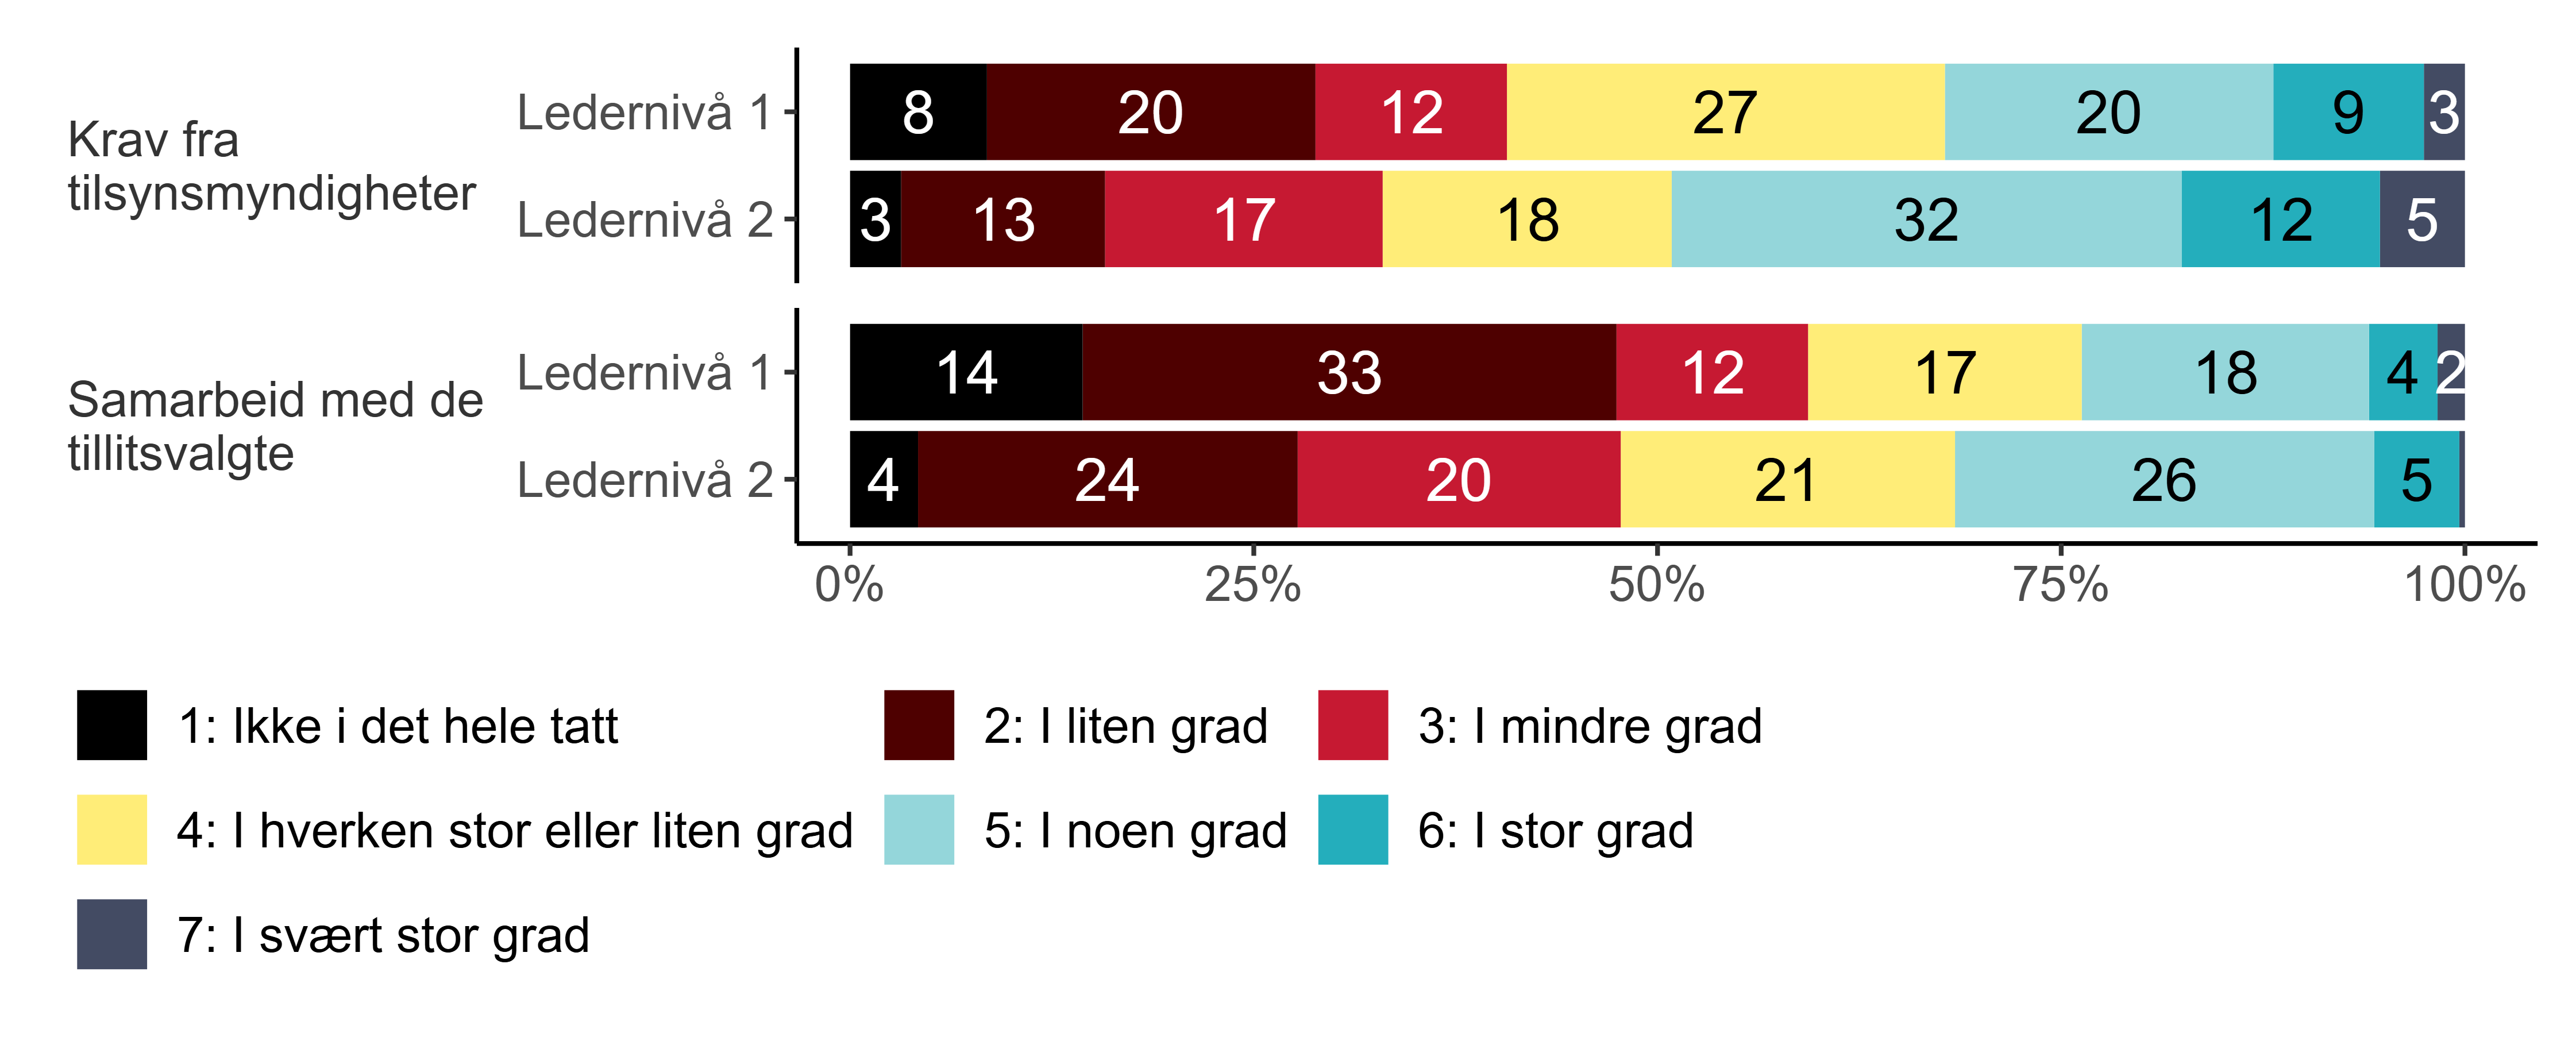 Krav fra
tilsynsmyndigheter
Ledernivå 1
8 20 12 27 20 9 3
Ledernivå 2
3 13 17 18 32 12 5
Samarbeid med de
tillitsvalgte
Ledernivå 1
14 33 12 17 18 4 2
Ledernivå 2
4 24 20 21 26 5
0% 25% 50% 75% 100%
1: Ikke i det hele tatt
2: I liten grad
3: I mindre grad
4: I hverken stor eller liten grad
5: I noen grad
6: I stor grad
7: I svært stor grad